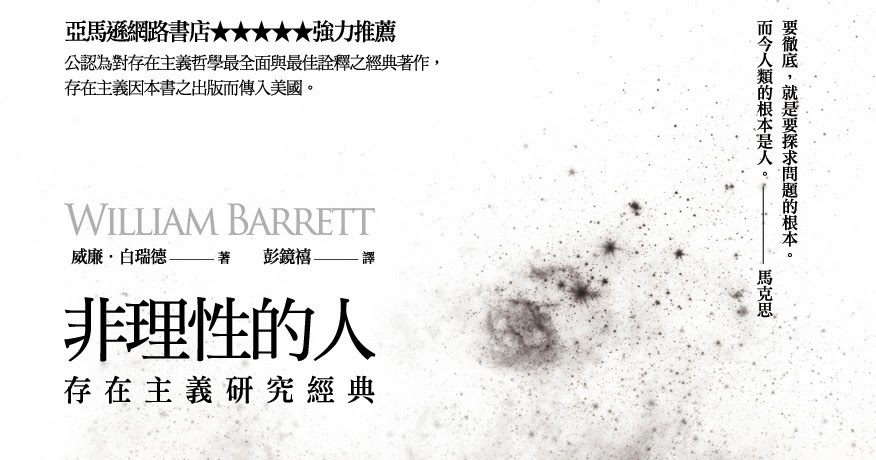 亞馬遜網路書店★★★★★強力推薦
公認為對存在主義哲學最全面與最佳詮釋之經典著作，
存在主義因本書之出版而傳入美國。
要徹底，就是要探求問題的根本。
而今人類的根本是人。———馬克思
WILLIAM BARRETT
威廉・白瑞德———著 彭鏡禧———譯
非理性的人
存在主義研究經典